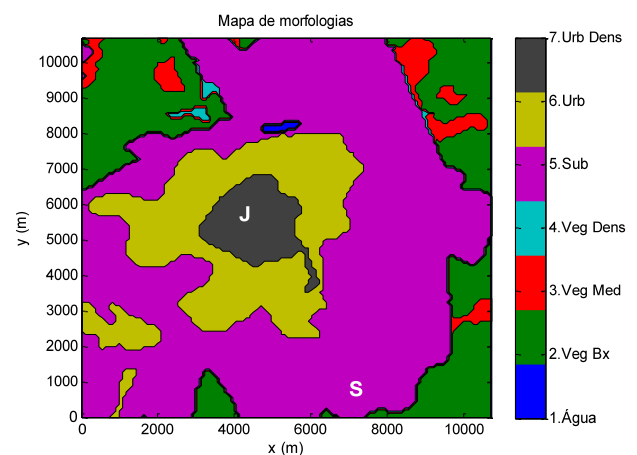 Mapa de morfologias
10000
9000
8000
7000
6000
5000
4000
3000
2000
1000
0
y (m)
J
S
0 2000 4000 6000 8000 10000
x (m)
7.Urb Dens
6.Urb
5.Sub
4.Veg Dens
3.Veg Med
2.Veg Bx
1.Água